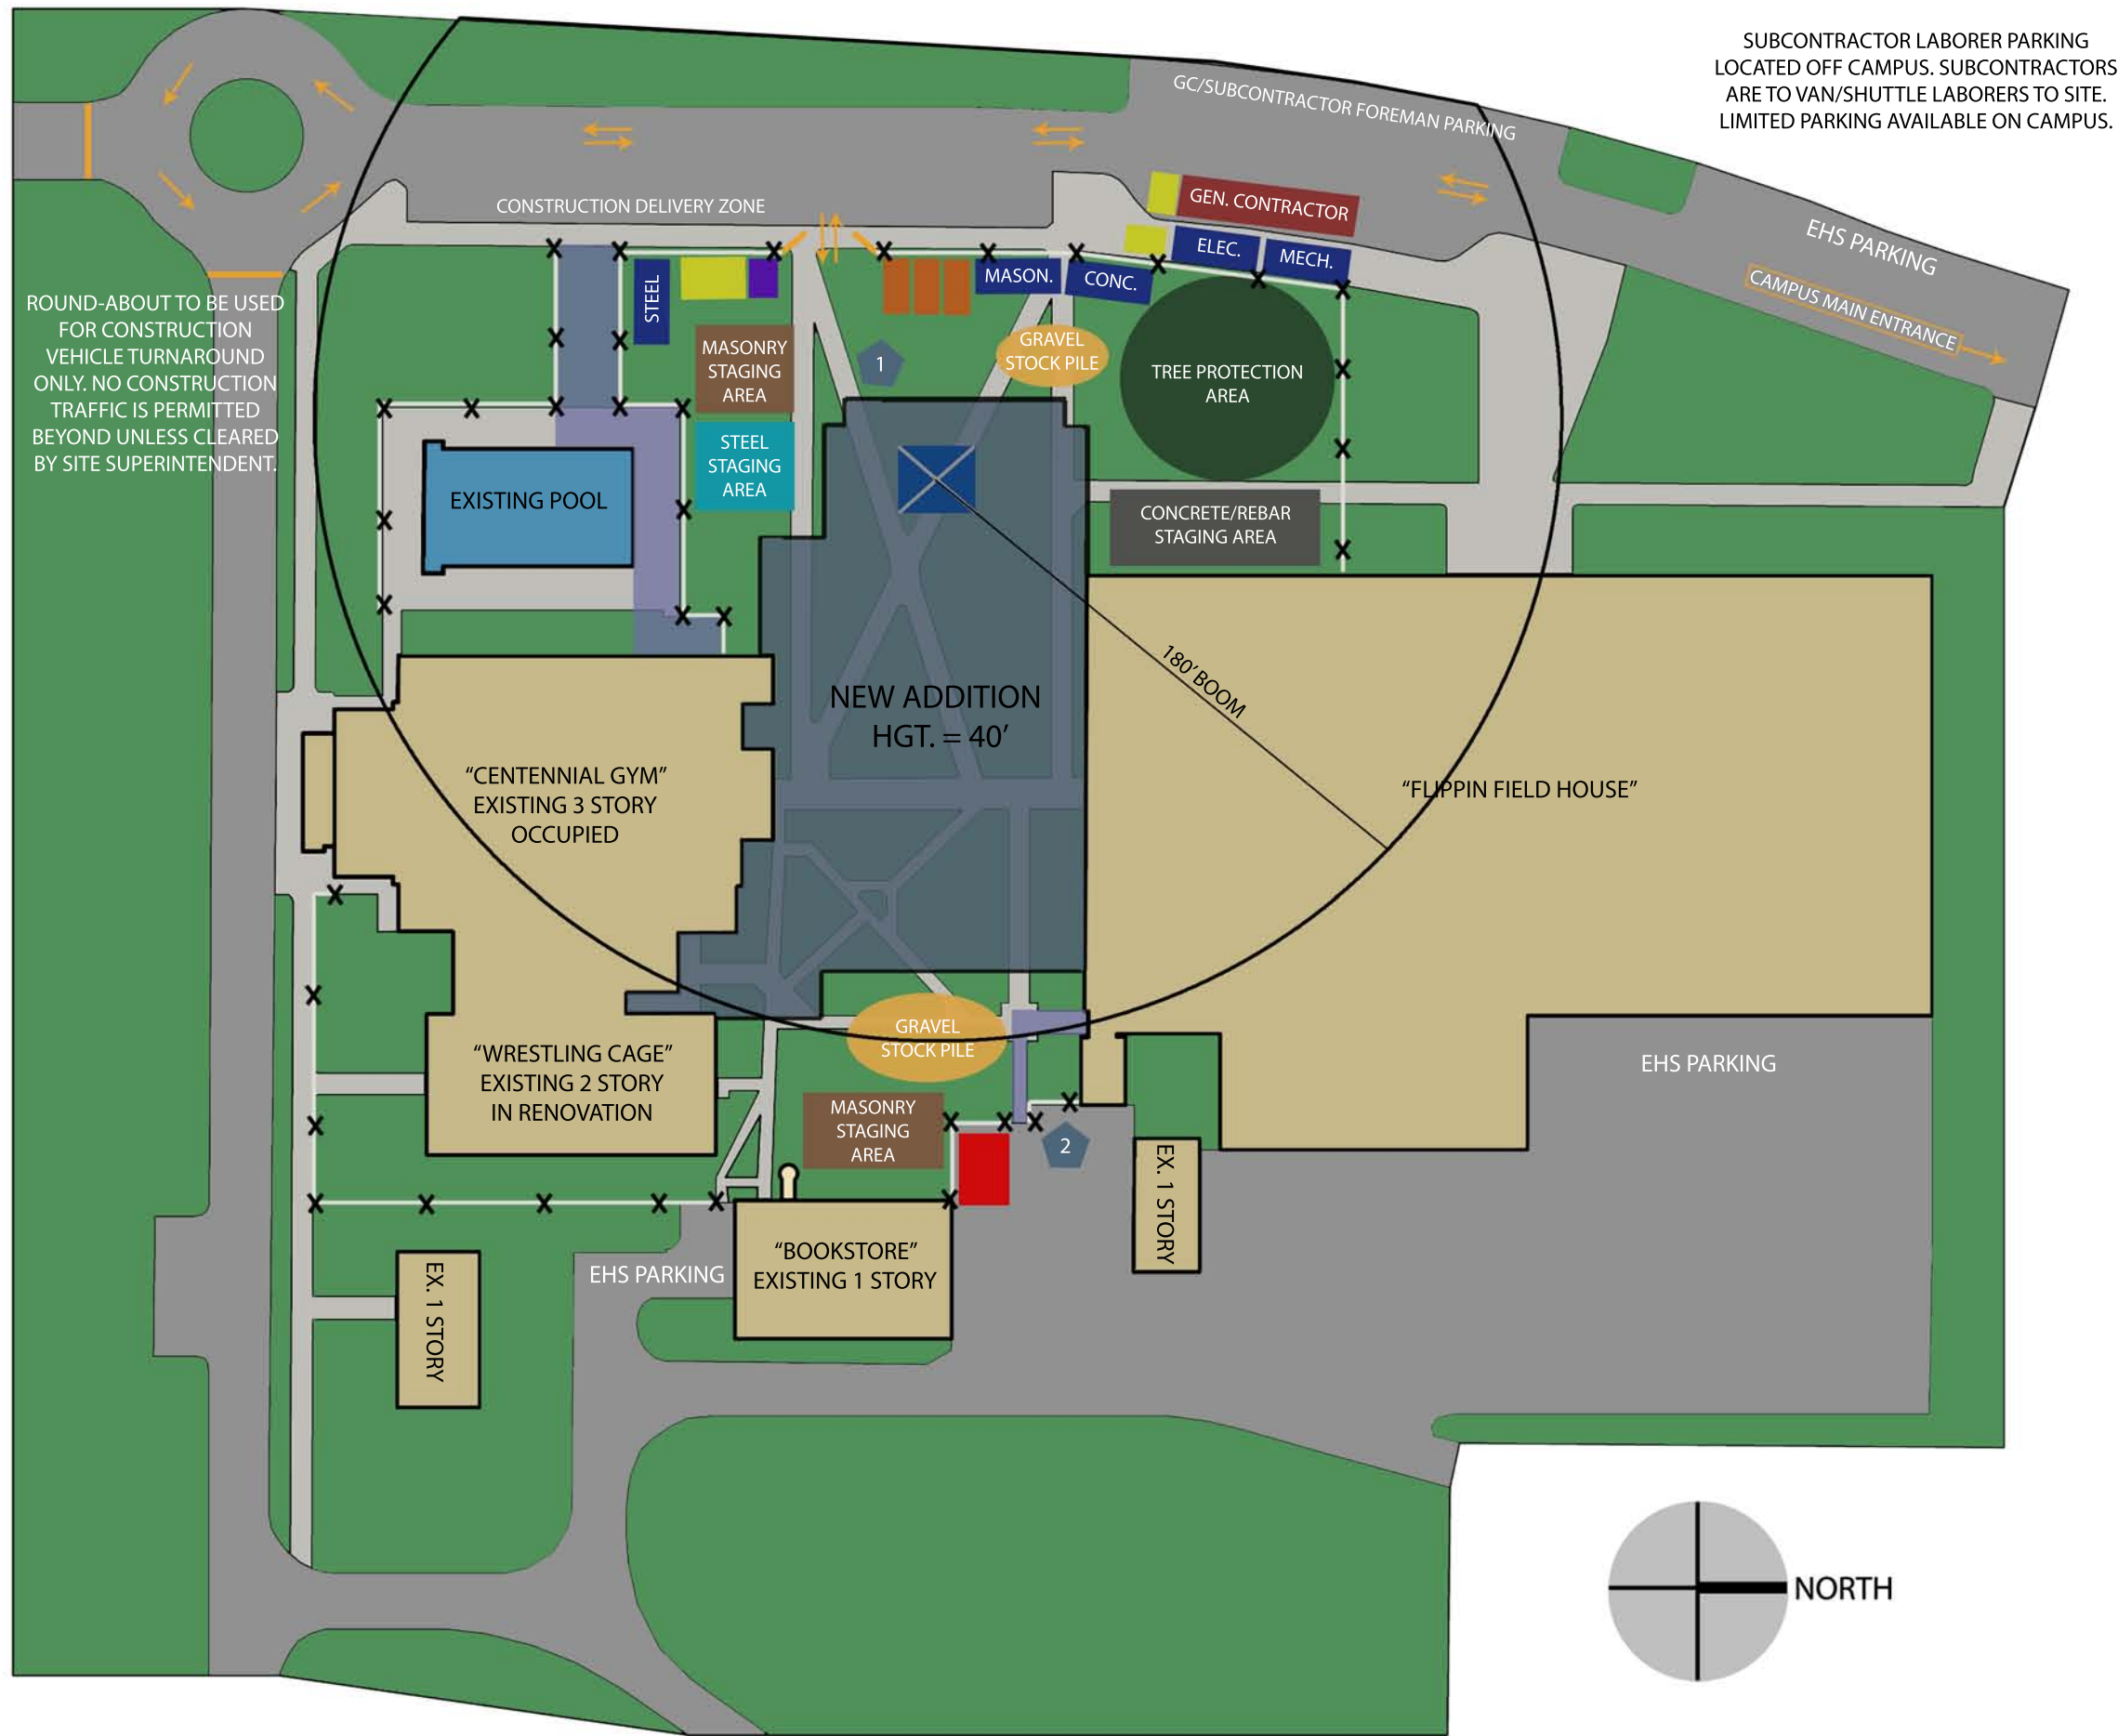 SUBCONTRACTOR LABORER PARKING
LOCATED OFF CAMPUS. SUBCONTRACTORS
ARE TO VAN/SHUTTLE LABORERS TO SITE.
LIMITED PARKING AVAILABLE ON CAMPUS.
GC/SUBCONTRACTOR FOREMAN PARKING
CONSTRUCTION DELIVERY ZONE
GEN. CONTRACTOR
ELEC.
MECH.
EHS PARKING
CAMPUS MAIN ENTRANCE
ROUND-ABOUT TO BE USED
FOR CONSTRUCTION
VEHICLE TURNAROUND
ONLY. NO CONSTRUCTION
TRAFFIC IS PERMITTED
BEYOND UNLESS CLEARED
BY SITE SUPERINTENDENT.
STEEL
MASON.
CONC.
MASONRY
STAGING
AREA
1
GRAVEL
STOCK PILE
TREE PROTECTION
AREA
STEEL
STAGING
AREA
EXISTING POOL
CONCRETE/REBAR
STAGING AREA
180' BOOM
NEW ADDITION
HGT. = 40'
"CENTENNIAL GYM"
EXISTING 3 STORY
OCCUPIED
"FLIPPIN FIELD HOUSE"
GRAVEL
STOCK PILE
"WRESTLING CAGE"
EXISTING 2 STORY
IN RENOVATION
EHS PARKING
MASONRY
STAGING
AREA
2
EX. 1 STORY
"BOOKSTORE"
EXISTING 1 STORY
EHS PARKING
EX. 1 STORY
NORTH